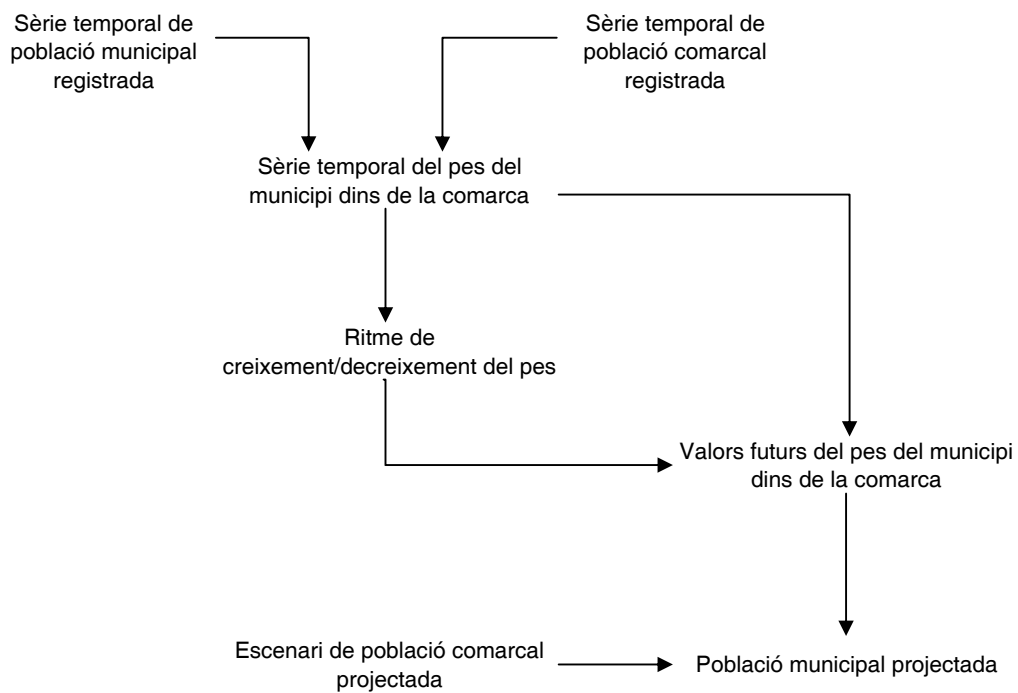 Sèrie temporal de
població municipal
registrada
Sèrie temporal de
població comarcal
registrada
Sèrie temporal del pes del
municipi dins de la comarca
Ritme de
creixement/decreixement del pes
Valors futurs del pes del municipi
dins de la comarca
Escenari de població comarcal
projectada
Població municipal projectada